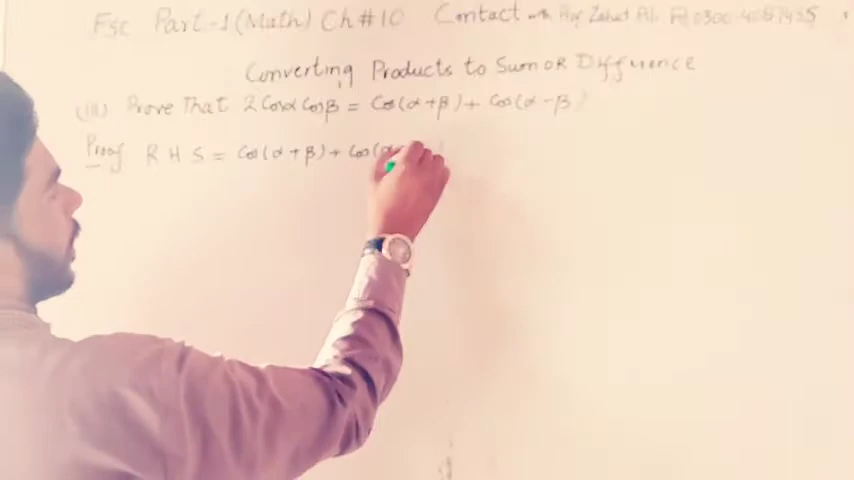 Fsc Part-1 (Math) Ch#10 Contact with
Converting Products to Sum OR Difference
(iii) Prove That 2 Cosα Cosβ = Cos(α+β) + Cos(α-β)
Proof R H S = Cos(α+β) + Cos(α